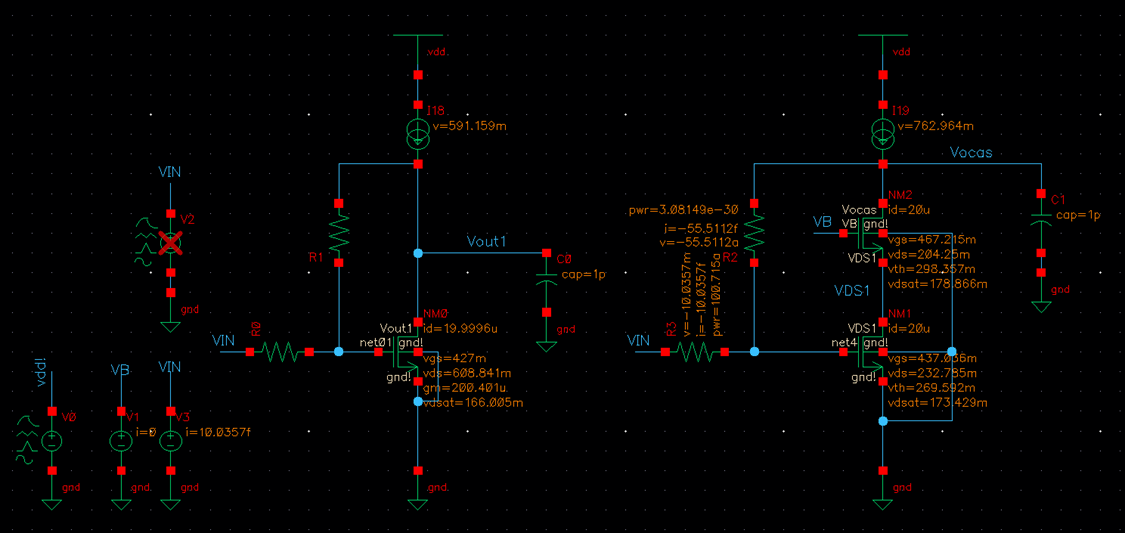 vdd
I18
v=591.159m
R1
Vout1
C0
cap=1p
gnd
NM0
Vout1
id=19.9996u
net01
gnd!
gnd!
vgs=427m
vds=608.841m
gm=200.401u
vdsat=166.005m
VIN
R0
gnd
VIN
V2
gnd
vdd!
V0
gnd
VB
V1
i=0
gnd
VIN
V3
i=10.0357f
gnd
vdd
I19
v=762.964m
Vocas
C1
cap=1p
gnd
pwr=3.08149e-30
i=-55.5112f
v=-55.5112a
R2
NM2
Vocas
id=20u
VB
VB
gnd!
VDS1
vgs=467.215m
vds=204.25m
vth=298.357m
vdsat=178.866m
VDS1
NM1
VDS1
id=20u
net4
gnd!
gnd!
vgs=437.036m
vds=232.785m
vth=269.592m
vdsat=173.429m
VIN
R3
v=-10.0357m
i=-10.0357f
pwr=100.715a
gnd